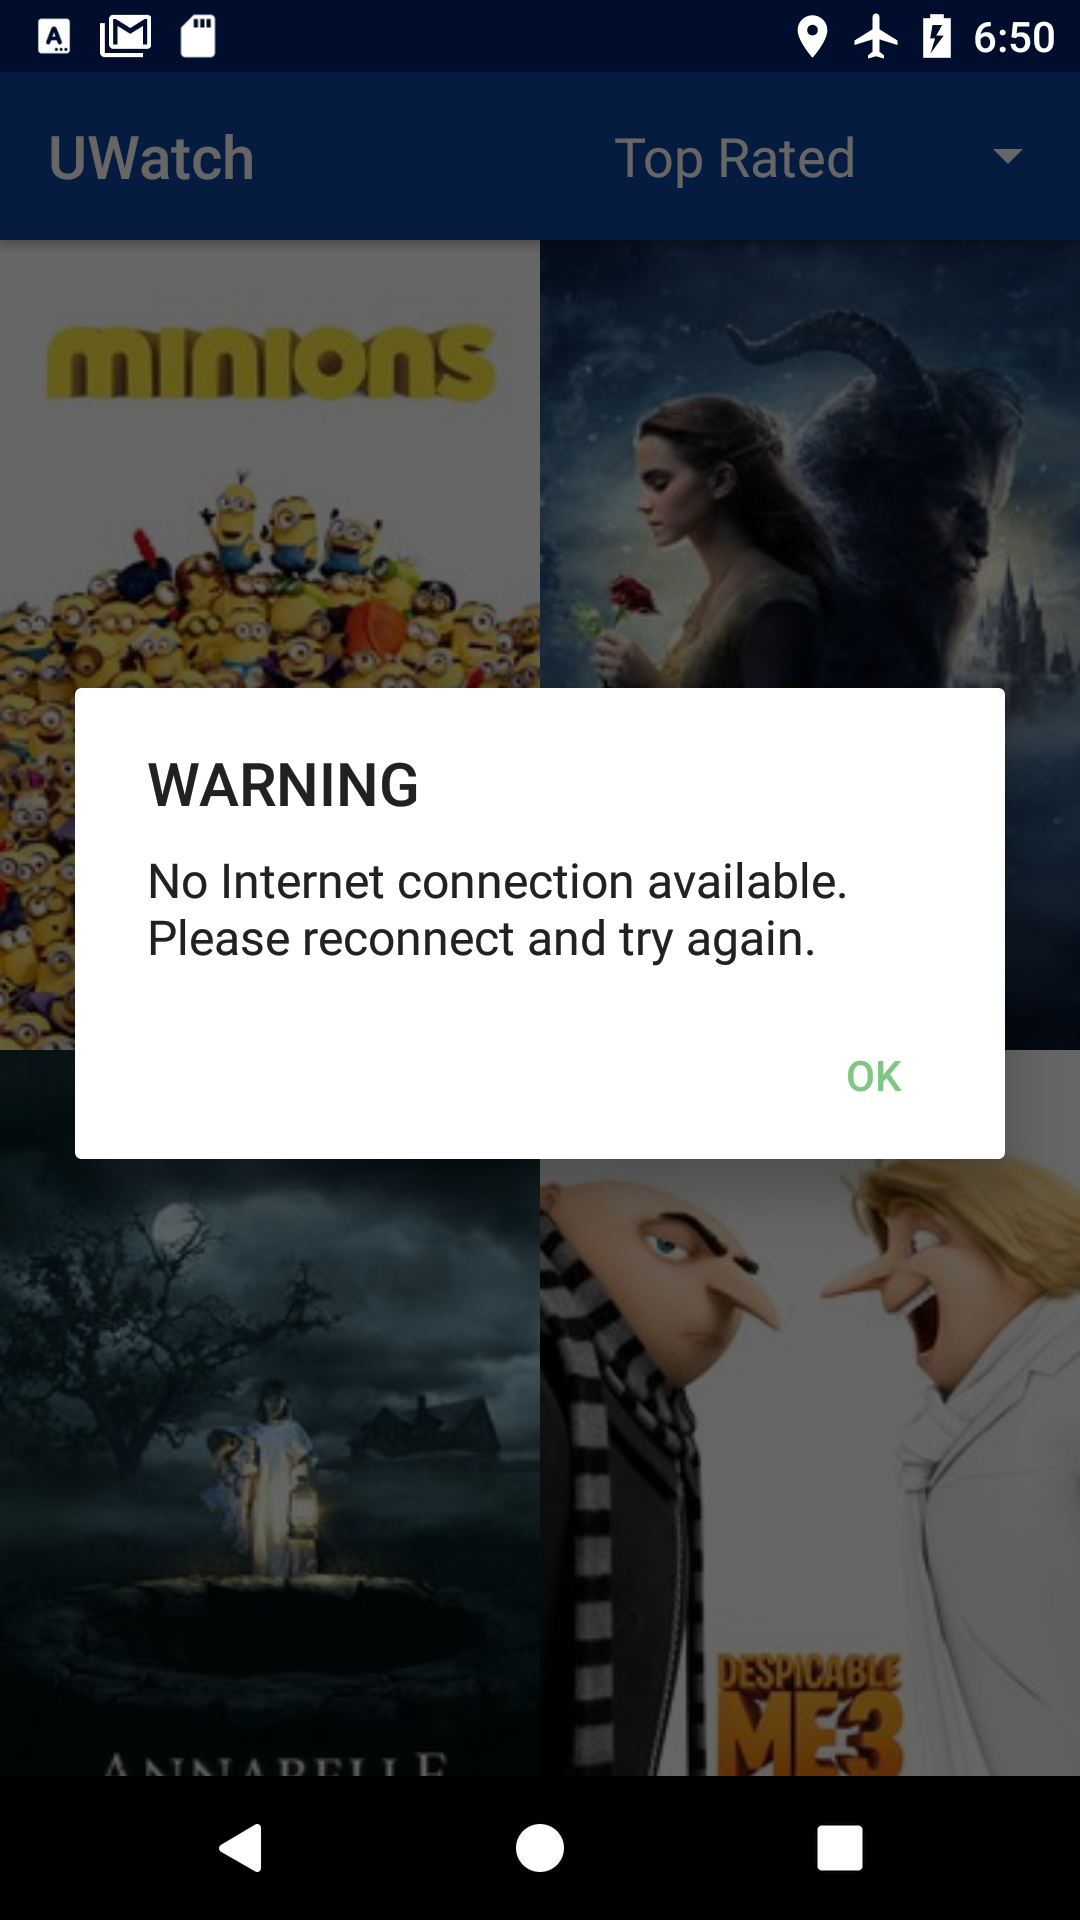 6:50
UWatch
Top Rated
minions
WARNING
No Internet connection available.
Please reconnect and try again.
OK
ANNABELLE
DESPICABLE
ME3